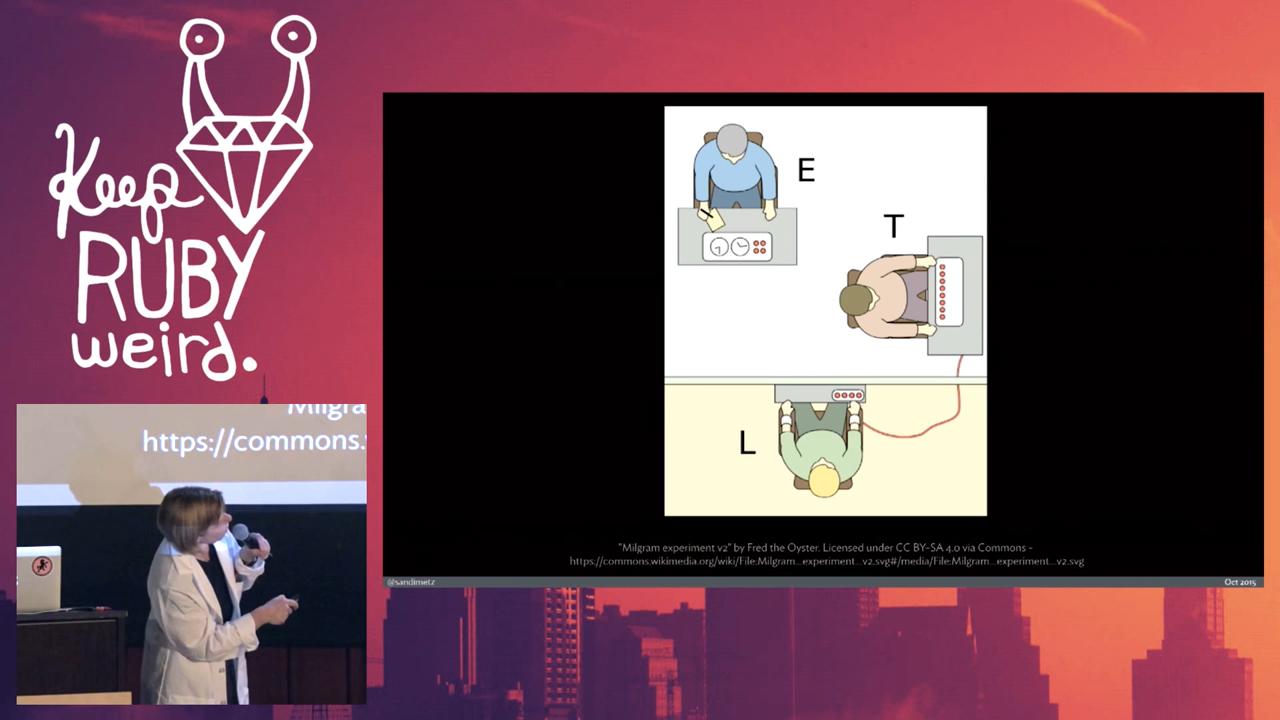 Keep
RUBY
weird.
E
T
L
"Milgram experiment v2" by Fred the Oyster. Licensed under CC BY-SA 4.0 via Commons -
https://commons.wikimedia.org/wiki/File:Milgram_experiment_v2.svg#/media/File:Milgram_experiment_v2.svg
@sandimetz
Oct 2015
Milgra
https://commons.